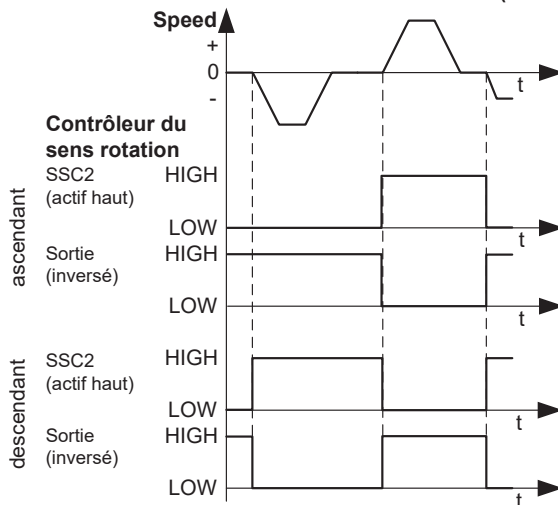 Speed
+
0
-
t
Contrôleur du
sens rotation
ascendant
SSC2
(actif haut)
HIGH
LOW
t
Sortie
(inversé)
HIGH
LOW
t
descendant
SSC2
(actif haut)
HIGH
LOW
t
Sortie
(inversé)
HIGH
LOW
t